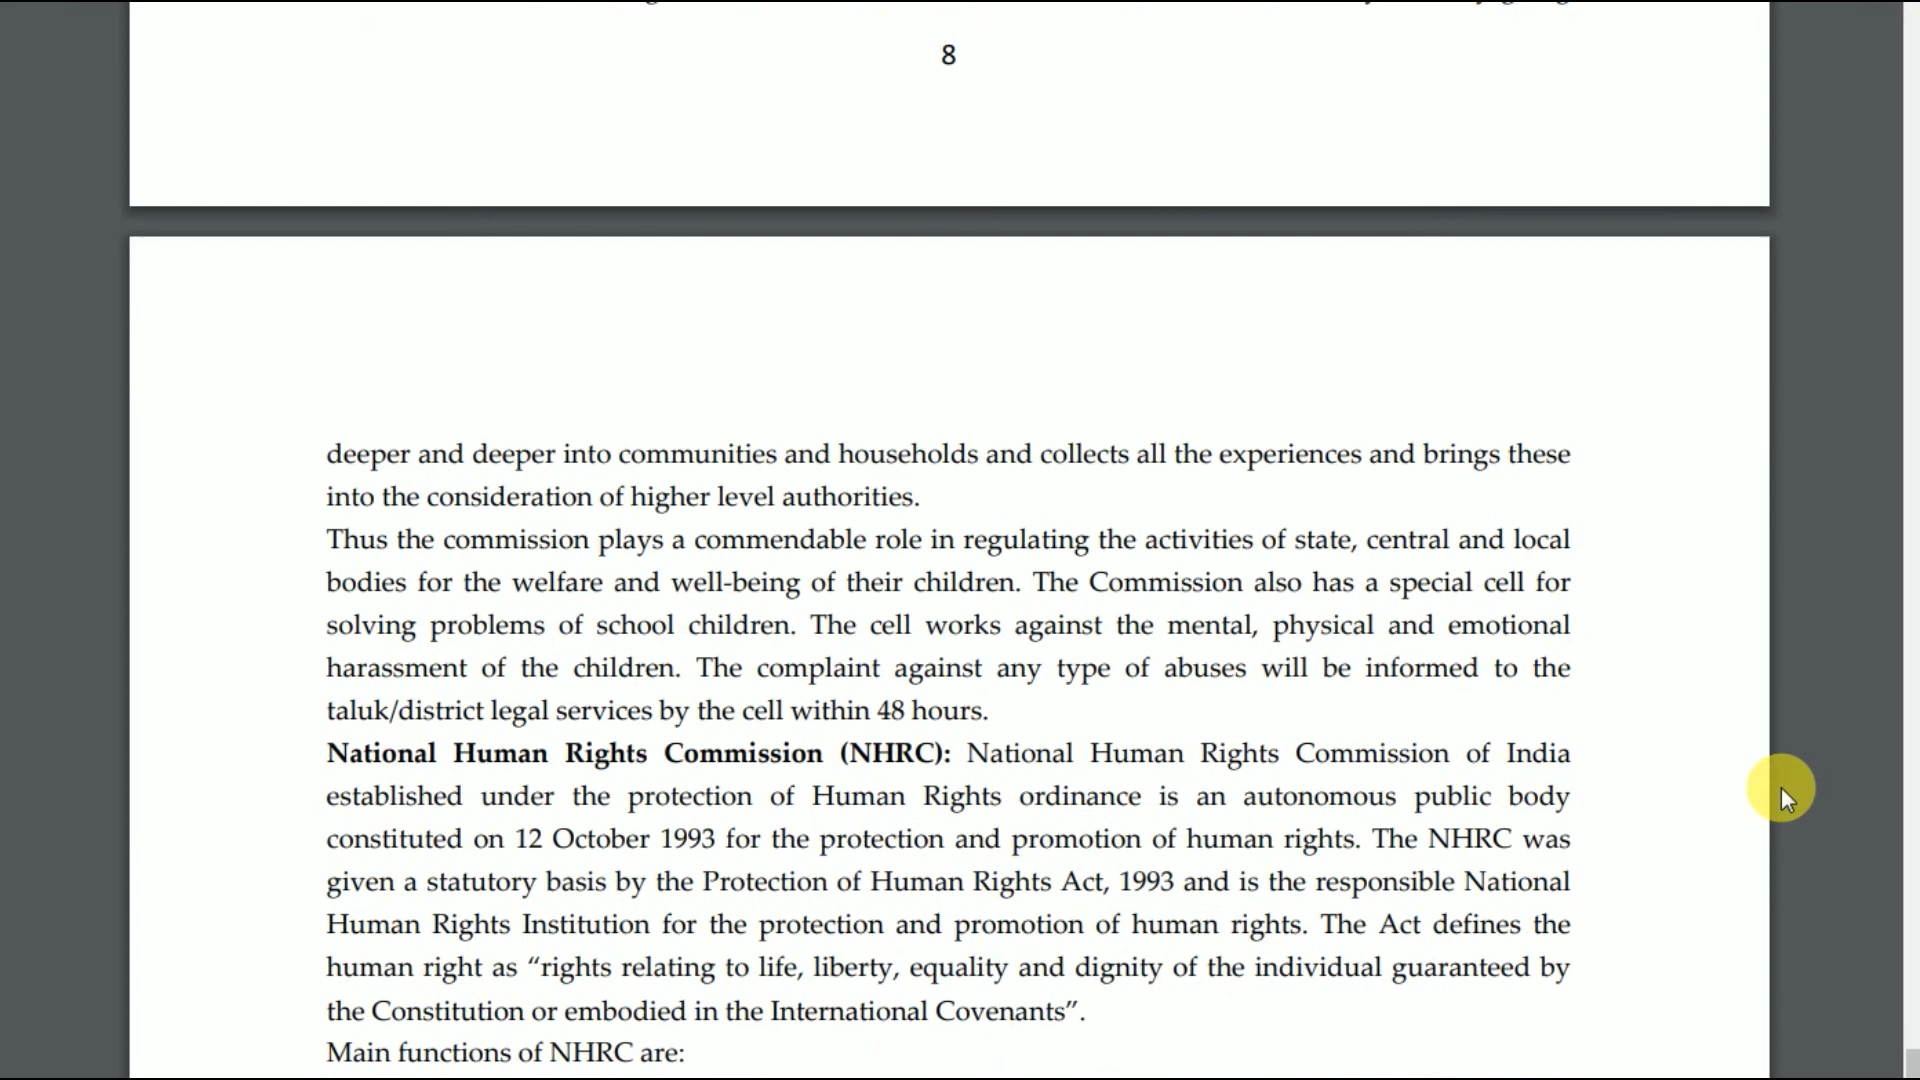 8
deeper and deeper into communities and households and collects all the experiences and brings these
into the consideration of higher level authorities.
Thus the commission plays a commendable role in regulating the activities of state, central and local
bodies for the welfare and well-being of their children. The Commission also has a special cell for
solving problems of school children. The cell works against the mental, physical and emotional
harassment of the children. The complaint against any type of abuses will be informed to the
taluk/district legal services by the cell within 48 hours.
National Human Rights Commission (NHRC): National Human Rights Commission of India
established under the protection of Human Rights ordinance is an autonomous public body
constituted on 12 October 1993 for the protection and promotion of human rights. The NHRC was
given a statutory basis by the Protection of Human Rights Act, 1993 and is the responsible National
Human Rights Institution for the protection and promotion of human rights. The Act defines the
human right as “rights relating to life, liberty, equality and dignity of the individual guaranteed by
the Constitution or embodied in the International Covenants”.
Main functions of NHRC are: